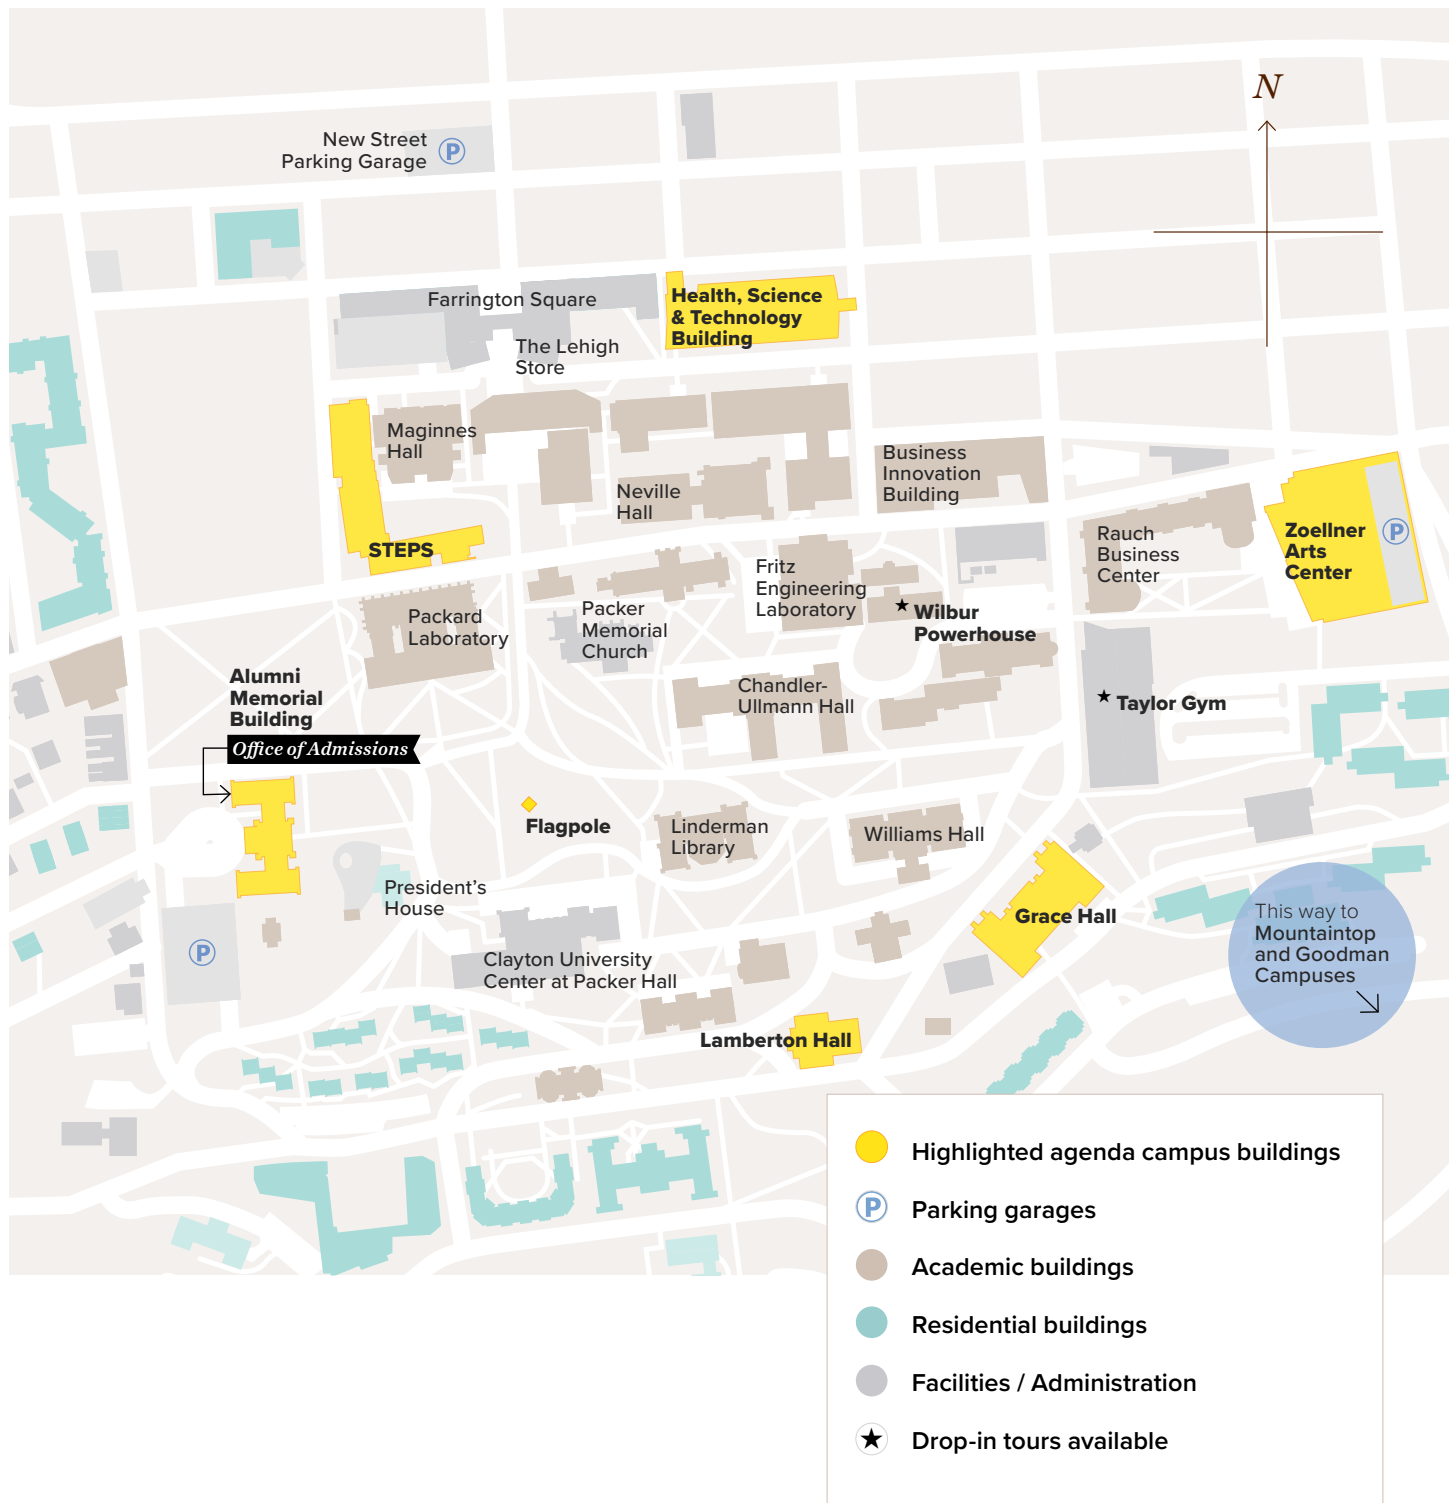 N
New Street
Parking Garage
P
Farrington Square
Health, Science
& Technology
Building
The Lehigh
Store
Maginnes
Hall
Business
Innovation
Building
Neville
Hall
STEPS
Rauch
Business
Center
Zoellner
Arts
Center
P
Fritz
Engineering
Laboratory
Packard
Laboratory
Packer
Memorial
Church
Wilbur
Powerhouse
Alumni
Memorial
Building
Office of Admissions
Chandler-
Ullmann Hall
Taylor Gym
Flagpole
Linderman
Library
Williams Hall
President's
House
Grace Hall
This way to
Mountaintop
and Goodman
Campuses
P
Clayton University
Center at Packer Hall
Lamberton Hall
Highlighted agenda campus buildings
P
Parking garages
Academic buildings
Residential buildings
Facilities / Administration
Drop-in tours available